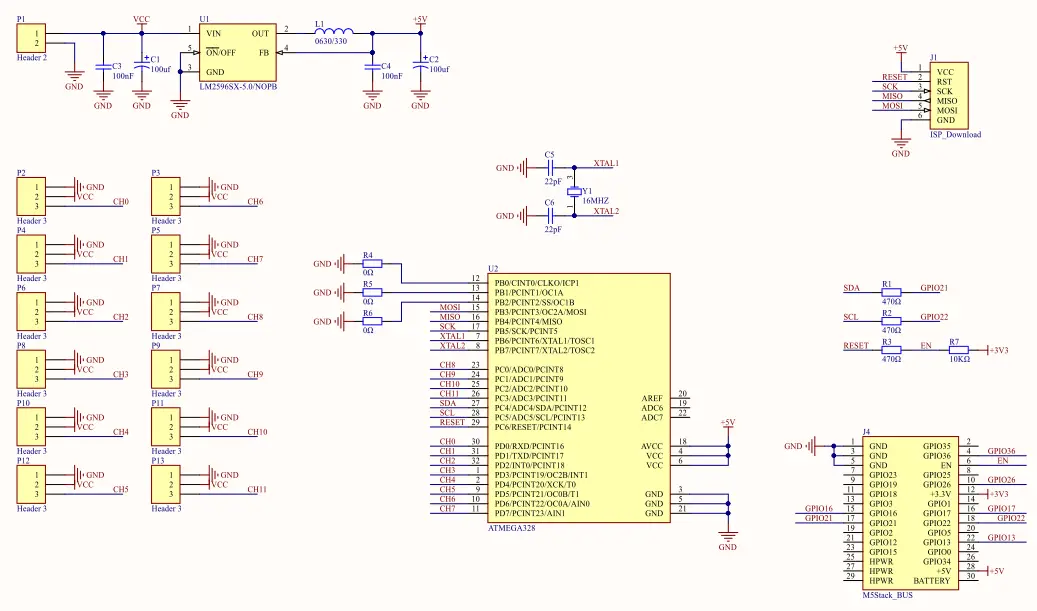 P1
1
2
Header 2
GND
VCC
C3
100nF
GND
C1
100uf
GND
U1
1 VIN OUT 2
5 ON/OFF FB 4
3 GND
LM2596SX-5.0/NOPB
GND
L1
0630/330
C4
100nF
GND
+5V
C2
100uf
GND
+5V
J1
RESET
SCK
MISO
MOSI
1 VCC
2 RST
3 SCK
4 MISO
5 MOSI
6 GND
ISP_Download
GND
P2
1 GND
2 VCC
3 CH0
Header 3
P3
1 GND
2 VCC
3 CH6
Header 3
P4
1 GND
2 VCC
3 CH1
Header 3
P5
1 GND
2 VCC
3 CH7
Header 3
P6
1 GND
2 VCC
3 CH2
Header 3
P7
1 GND
2 VCC
3 CH8
Header 3
P8
1 GND
2 VCC
3 CH3
Header 3
P9
1 GND
2 VCC
3 CH9
Header 3
P10
1 GND
2 VCC
3 CH4
Header 3
P11
1 GND
2 VCC
3 CH10
Header 3
P12
1 GND
2 VCC
3 CH5
Header 3
P13
1 GND
2 VCC
3 CH11
Header 3
C5
GND
22pF
XTAL1
3
Y1
16MHZ
1
C6
GND
22pF
XTAL2
R4
GND
0Ω
R5
GND
0Ω
R6
GND
0Ω
U2
12 PB0/CINT0/CLKO/ICP1
13 PB1/PCINT1/OC1A
14 PB2/PCINT2/SS/OC1B
MOSI 15 PB3/PCINT3/OC2A/MOSI
MISO 16 PB4/PCINT4/MISO
SCK 17 PB5/SCK/PCINT5
XTAL1 7 PB6/PCINT6/XTAL1/TOSC1
XTAL2 8 PB7/PCINT7/XTAL2/TOSC2
CH8 23 PC0/ADC0/PCINT8
CH9 24 PC1/ADC1/PCINT9
CH10 25 PC2/ADC2/PCINT10
CH11 26 PC3/ADC3/PCINT11
SDA 27 PC4/ADC4/SDA/PCINT12
SCL 28 PC5/ADC5/SCL/PCINT13
RESET 29 PC6/RESET/PCINT14
CH0 30 PD0/RXD/PCINT16
CH1 31 PD1/TXD/PCINT17
CH2 32 PD2/INT0/PCINT18
CH3 1 PD3/PCINT19/OC2B/INT1
CH4 2 PD4/PCINT20/XCK/T0
CH5 9 PD5/PCINT21/OC0B/T1
CH6 10 PD6/PCINT22/OC0A/AIN0
CH7 11 PD7/PCINT23/AIN1
AREF 20
ADC6 19
ADC7 22
+5V
AVCC 18
VCC 4
VCC 6
GND 3
GND 5
GND 21
GND
ATMEGA328
SDA R1 GPIO21
470Ω
SCL R2 GPIO22
470Ω
RESET R3 EN R7 +3V3
470Ω 10KΩ
J4
GND
1 GND GPIO35 2
3 GND GPIO36 4 GPIO36
5 GND EN 6 EN
7 GPIO23 GPIO25 8
9 GPIO19 GPIO26 10 GPIO26
11 GPIO18 +3.3V 12 +3V3
13 GPIO3 GPIO1 14
GPIO16 15 GPIO16 GPIO17 16 GPIO17
GPIO21 17 GPIO21 GPIO22 18 GPIO22
19 GPIO2 GPIO5 20
21 GPIO12 GPIO13 22 GPIO13
23 GPIO15 GPIO0 24
25 HPWR GPIO34 26
27 HPWR +5V 28 +5V
29 HPWR BATTERY 30
M5Stack_BUS